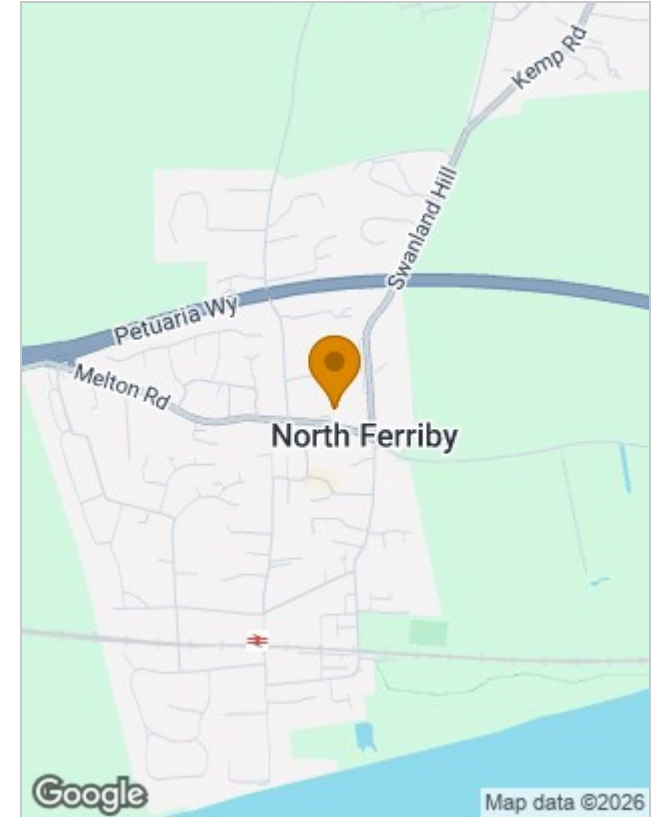 Kemp Rd
Swanland Hill
Petuaria Wy
Melton Rd
North Ferriby
Google
Map data ©2026